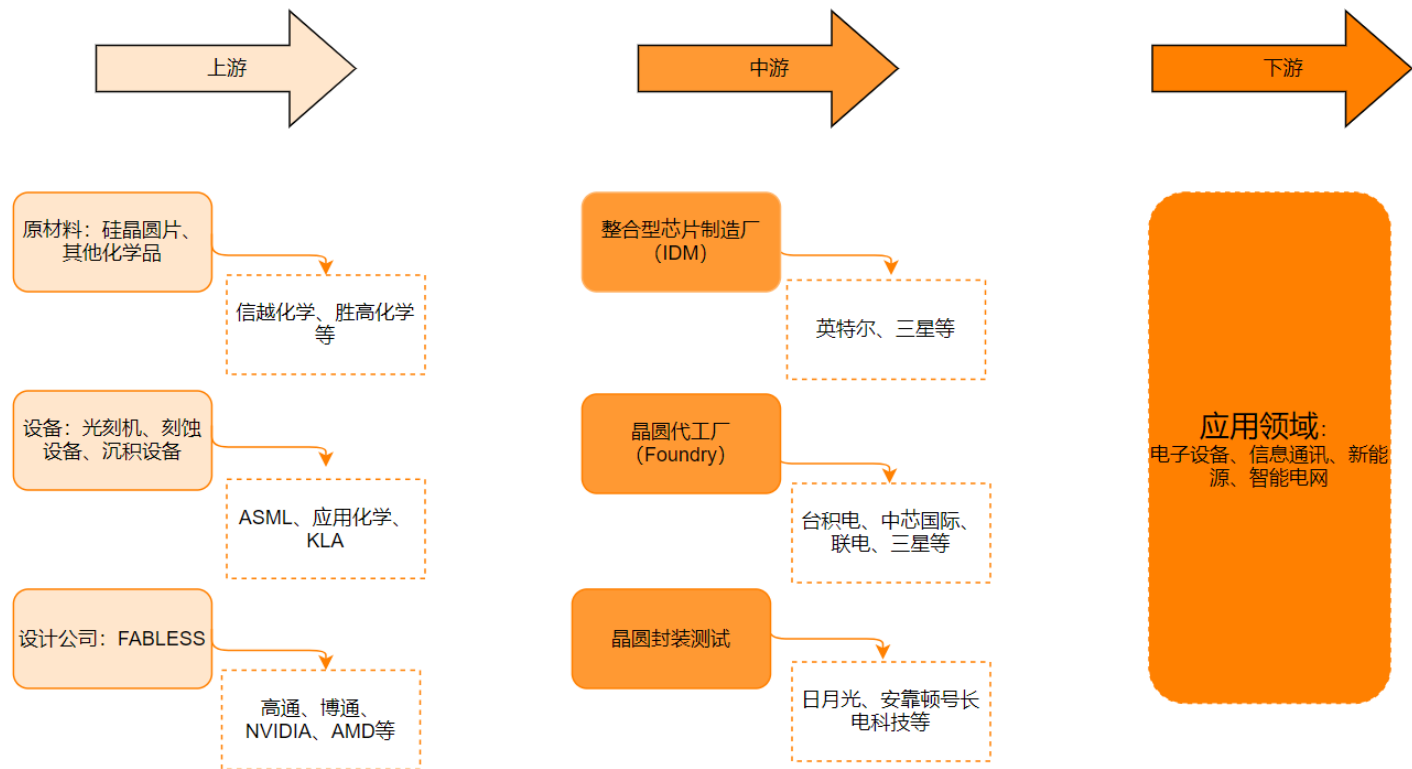 上游
中游
下游
原材料：硅晶圆片、
其他化学品
信越化学、胜高化学
等
设备：光刻机、刻蚀
设备、沉积设备
ASML、应用化学、
KLA
设计公司：FABLESS
高通、博通、
NVIDIA、AMD等
整合型芯片制造厂
（IDM）
英特尔、三星等
晶圆代工厂
（Foundry）
台积电、中芯国际、
联电、三星等
晶圆封装测试
日月光、安靠顿号长
电科技等
应用领域：
电子设备、信息通讯、新能
源、智能电网